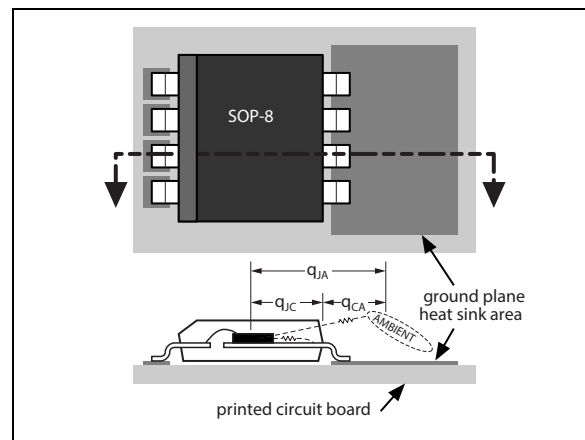 SOP-8
qJA
qJC
qCA
AMBIENT
ground plane
heat sink area
printed circuit board